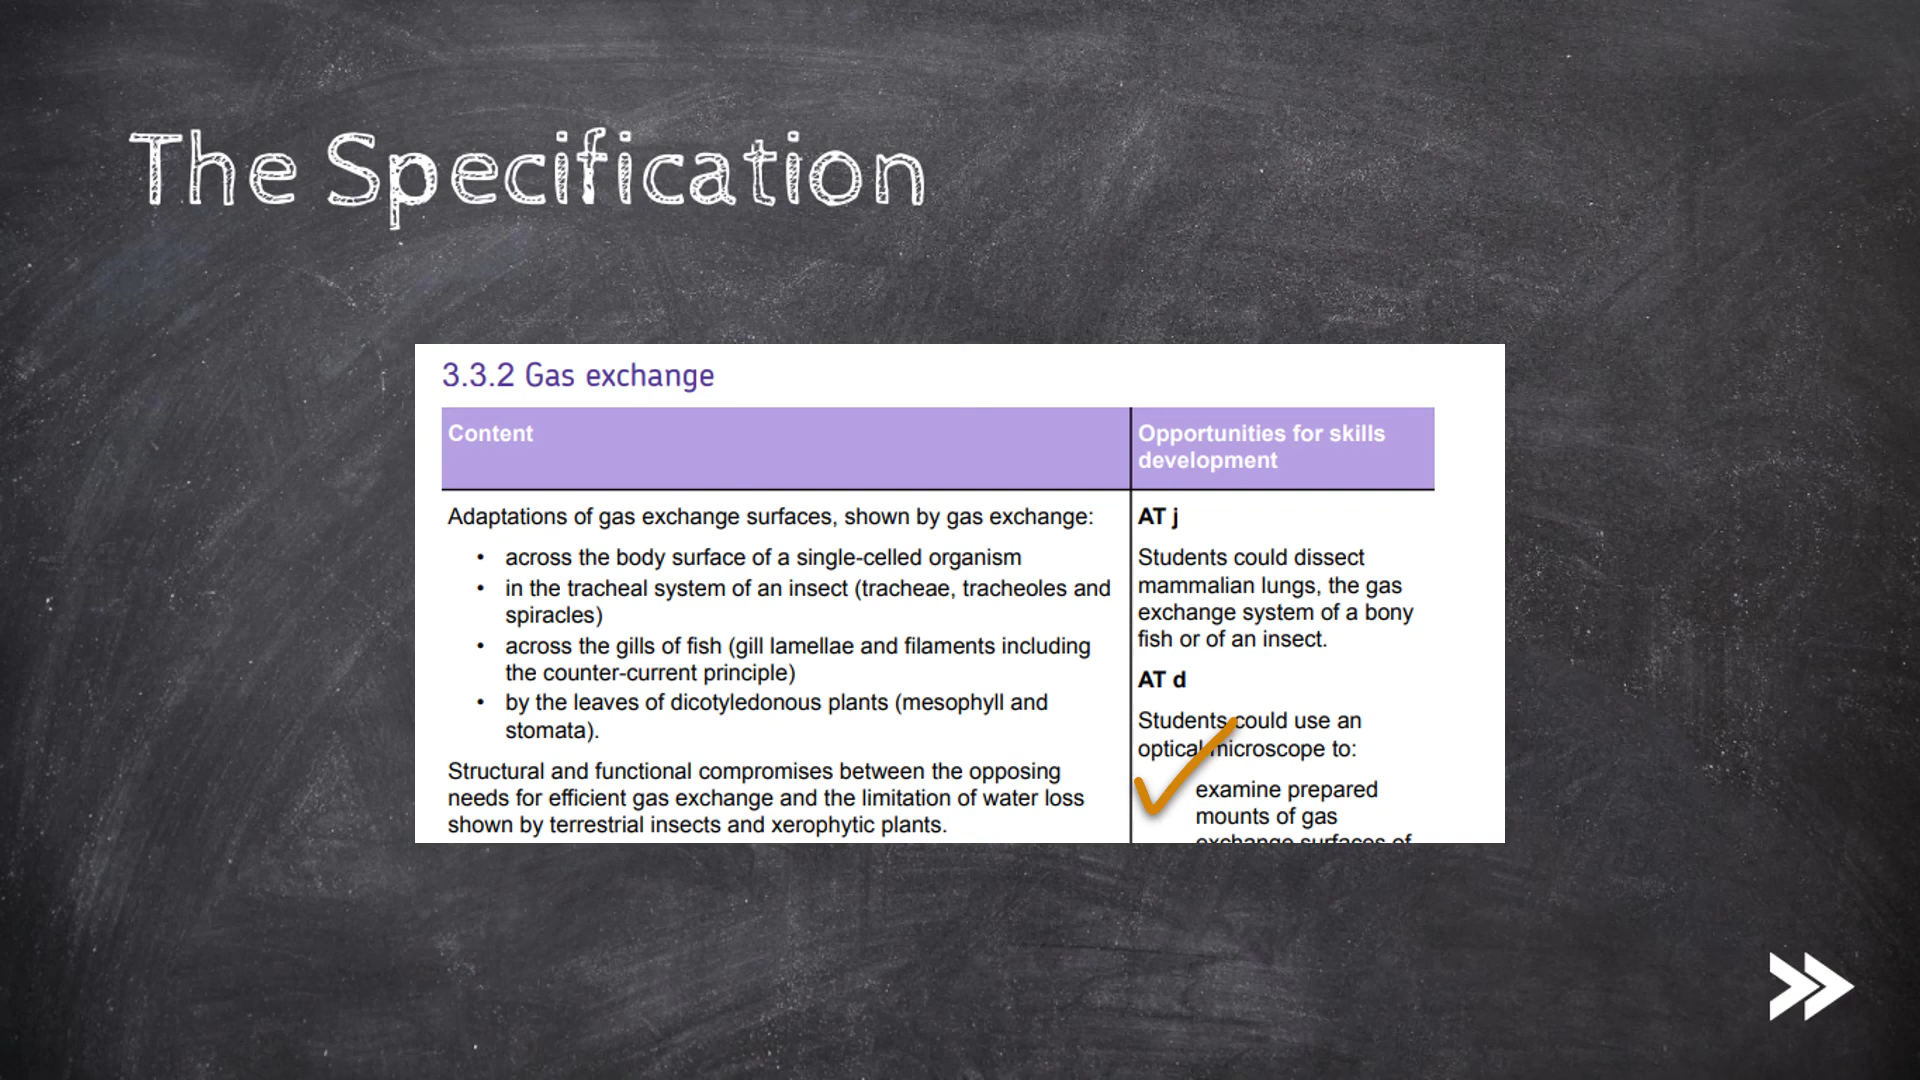 The Specification
3.3.2 Gas exchange
Content
Opportunities for skills
development
Adaptations of gas exchange surfaces, shown by gas exchange:
• across the body surface of a single-celled organism
• in the tracheal system of an insect (tracheae, tracheoles and
spiracles)
• across the gills of fish (gill lamellae and filaments including
the counter-current principle)
• by the leaves of dicotyledonous plants (mesophyll and
stomata).
Structural and functional compromises between the opposing
needs for efficient gas exchange and the limitation of water loss
shown by terrestrial insects and xerophytic plants.
AT j
Students could dissect
mammalian lungs, the gas
exchange system of a bony
fish or of an insect.
AT d
Students could use an
optical microscope to:
examine prepared
mounts of gas
exchange surfaces of